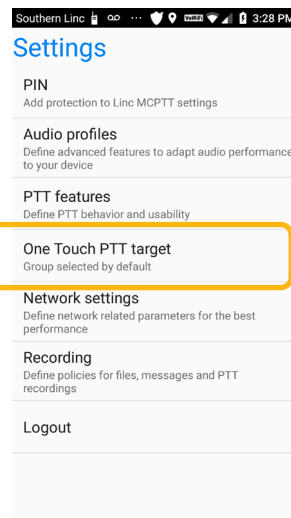 Southern Linc ... VoWiFi 3:28 PM
Settings
PIN
Add protection to Linc MCPTT settings
Audio profiles
Define advanced features to adapt audio performance
to your device
PTT features
Define PTT behavior and usability
One Touch PTT target
Group selected by default
Network settings
Define network related parameters for the best
performance
Recording
Define policies for files, messages and PTT
recordings
Logout